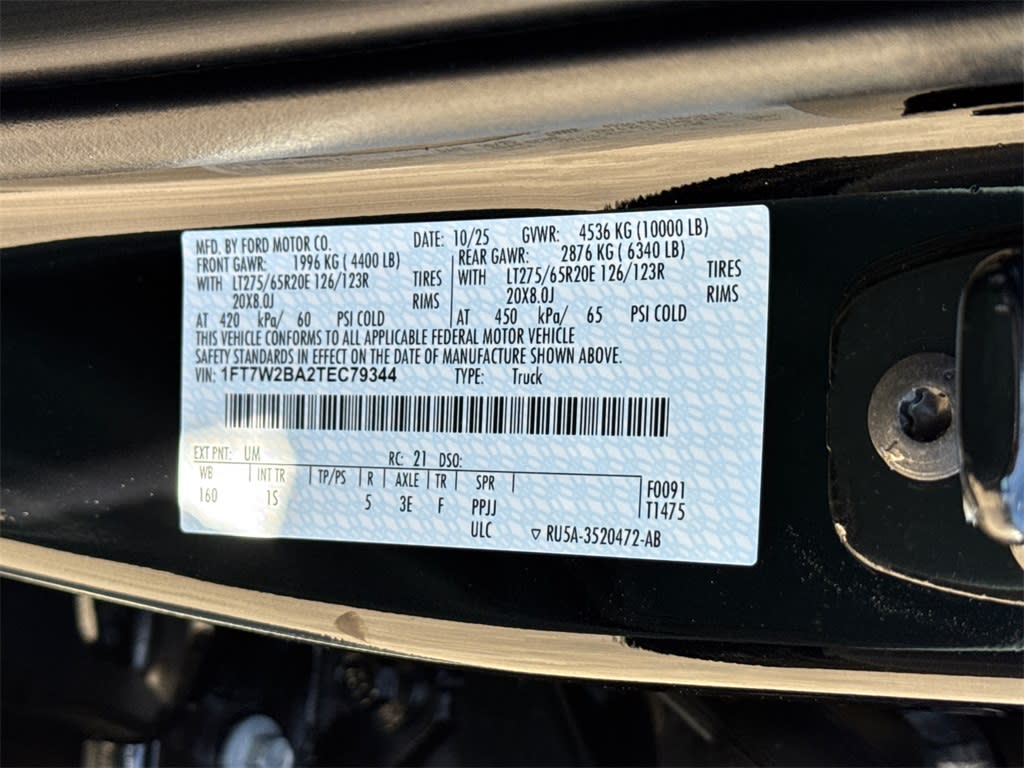 MFD. BY FORD MOTOR CO. DATE: 10/25 GVWR: 4536 KG (10000 LB)
FRONT GAWR: 1996 KG ( 4400 LB) REAR GAWR: 2876 KG ( 6340 LB)
WITH LT275/65R20E 126/123R TIRES WITH LT275/65R20E 126/123R TIRES
20X8.0J RIMS 20X8.0J RIMS
AT 420 kPa/ 60 PSI COLD AT 450 kPa/ 65 PSI COLD
THIS VEHICLE CONFORMS TO ALL APPLICABLE FEDERAL MOTOR VEHICLE
SAFETY STANDARDS IN EFFECT ON THE DATE OF MANUFACTURE SHOWN ABOVE.
VIN: 1FT7W2BA2TEC79344 TYPE: Truck
EXT PNT: UM RC: 21 DSO:
WB INT TR TP/PS R AXLE TR SPR F0091
160 1S 5 3E F PPJJ T1475
ULC ▽ RU5A-3520472-AB